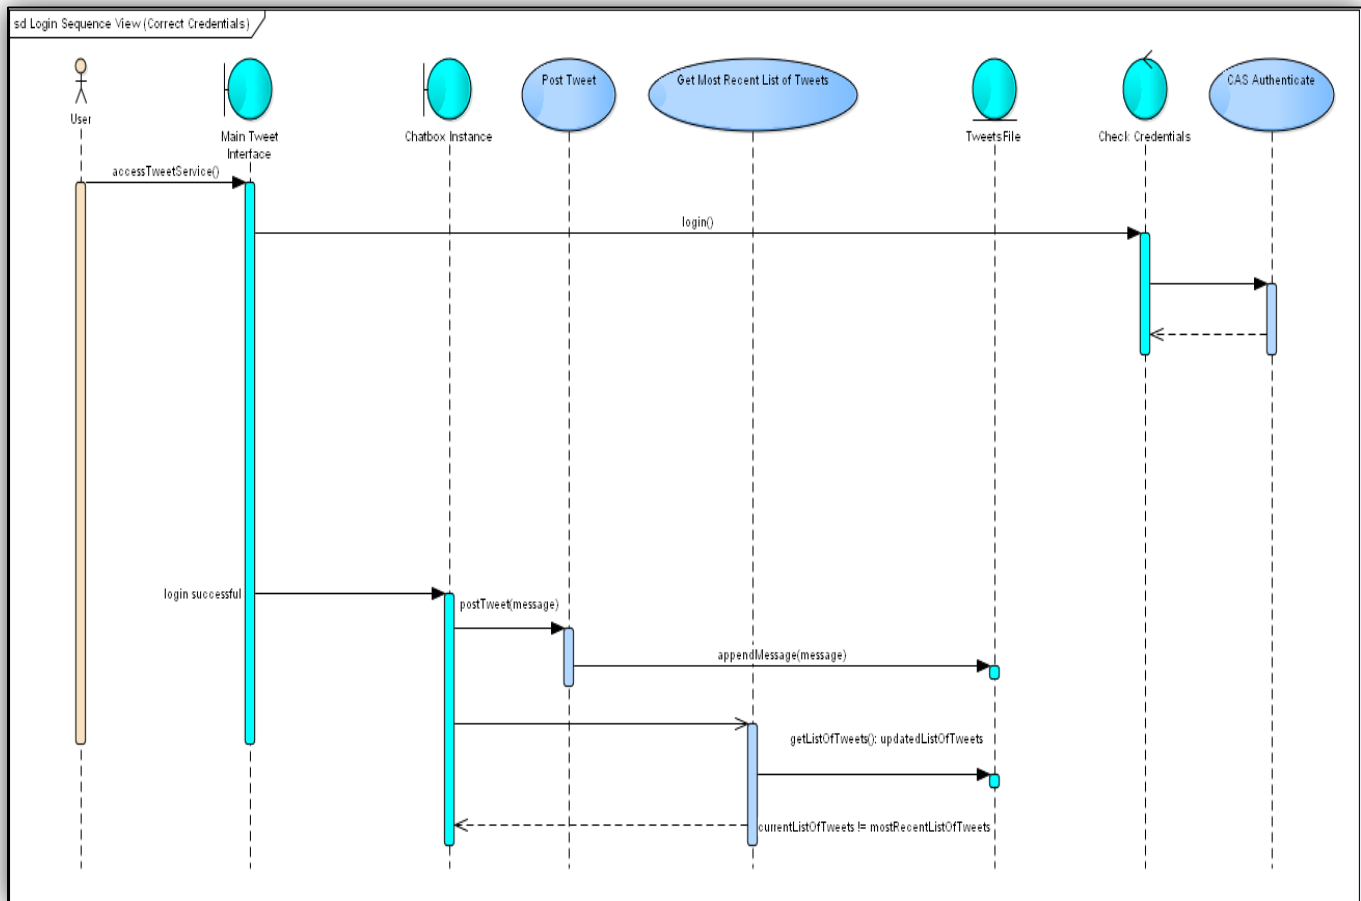 sd Login Sequence View (Correct Credentials)
User
Main Tweet
Interface
Chatbox Instance
Post Tweet
Get Most Recent List of Tweets
TweetsFile
Check Credentials
CAS Authenticate
accessTweetService()
login()
login successful
postTweet(message)
appendMessage(message)
getListOfTweets(): updatedListOfTweets
currentListOfTweets != mostRecentListOfTweets